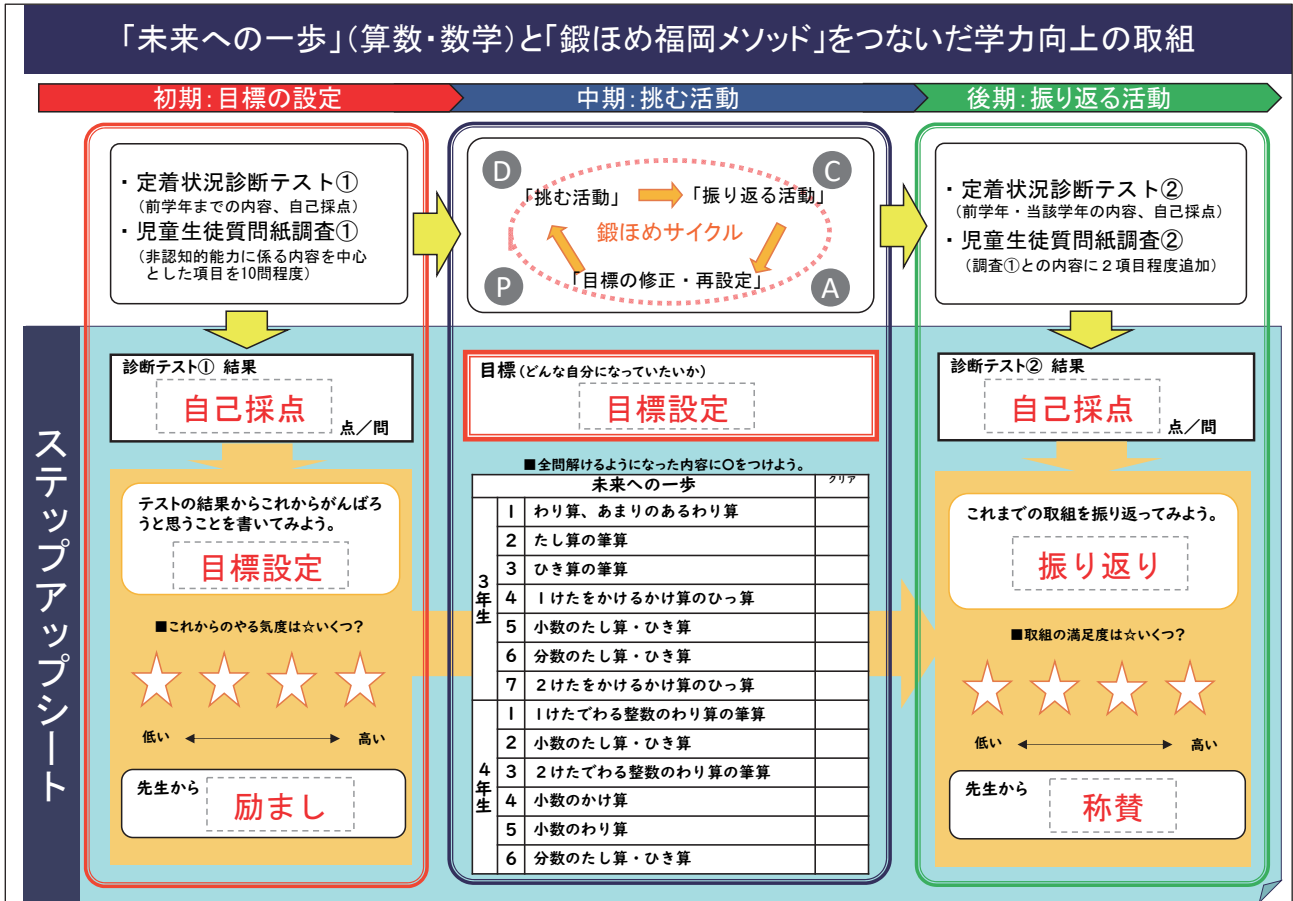 「未来への一歩」(算数・数学)と「鍛ほめ福岡メソッド」をつないだ学力向上の取組
初期:目標の設定
中期:挑む活動
後期:振り返る活動
・定着状況診断テスト①
(前学年までの内容、自己採点)
・児童生徒質問紙調査①
(非認知的能力に係る内容を中心
とした項目を10問程度)
D
C
「挑む活動」
「振り返る活動」
鍛ほめサイクル
「目標の修正・再設定」
P
A
・定着状況診断テスト②
(前学年・当該学年の内容、自己採点)
・児童生徒質問紙調査②
(調査①との内容に2項目程度追加)
ステップアップシート
診断テスト① 結果
自己採点
点/問
テストの結果からこれからがんばろ
うと思うことを書いてみよう。
目標設定
■これからのやる気度は☆いくつ?
低い
高い
先生から
励まし
目標(どんな自分になっていたいか)
目標設定
■全問解けるようになった内容に〇をつけよう。
未来への一歩 クリア
3年生
1 わり算、あまりのあるわり算
2 たし算の筆算
3 ひき算の筆算
4 1けたをかけるかけ算のひっ算
5 小数のたし算・ひき算
6 分数のたし算・ひき算
7 2けたをかけるかけ算のひっ算
4年生
1 1けたでわる整数のわり算の筆算
2 小数のたし算・ひき算
3 2けたでわる整数のわり算の筆算
4 小数のかけ算
5 小数のわり算
6 分数のたし算・ひき算
診断テスト② 結果
自己採点
点/問
これまでの取組を振り返ってみよう。
振り返り
■取組の満足度は☆いくつ?
低い
高い
先生から
称賛